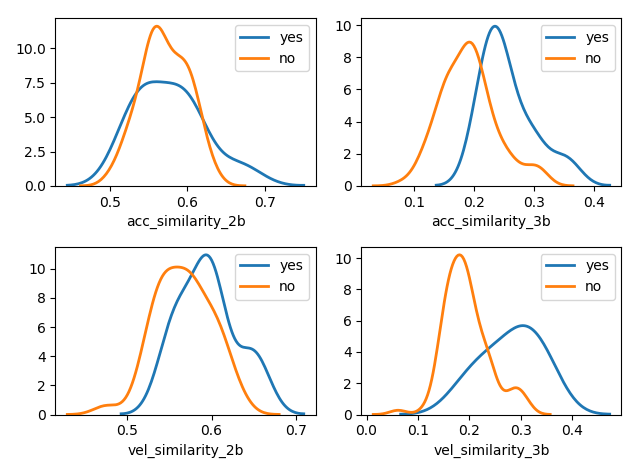 yes
no
10.0
7.5
5.0
2.5
0.0
0.5 0.6 0.7
acc_similarity_2b
yes
no
10
8
6
4
2
0
0.1 0.2 0.3 0.4
acc_similarity_3b
yes
no
10
8
6
4
2
0
0.5 0.6 0.7
vel_similarity_2b
yes
no
10
8
6
4
2
0
0.0 0.1 0.2 0.3 0.4
vel_similarity_3b